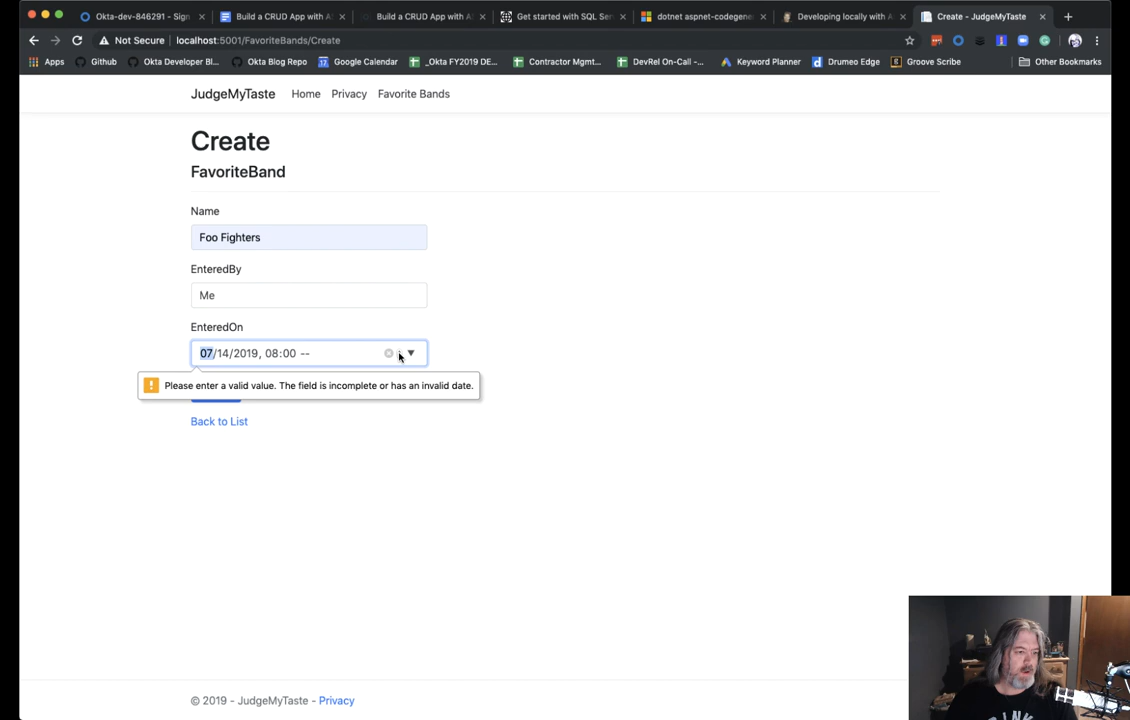 Okta-dev-846291 - Sign
Build a CRUD App with AS
Build a CRUD App with AS
Get started with SQL Ser
dotnet aspnet-codegene
Developing locally with A
Create - JudgeMyTaste
Not Secure
localhost:5001/FavoriteBands/Create
Apps
Github
Okta Developer Bl...
Okta Blog Repo
Google Calendar
_Okta FY2019 DE...
Contractor Mgmt...
DevRel On-Call -...
Keyword Planner
Drumeo Edge
Groove Scribe
Other Bookmarks
JudgeMyTaste
Home
Privacy
Favorite Bands
Create
FavoriteBand
Name
Foo Fighters
EnteredBy
Me
EnteredOn
07/14/2019, 08:00 --
Please enter a valid value. The field is incomplete or has an invalid date.
Back to List
© 2019 - JudgeMyTaste - Privacy